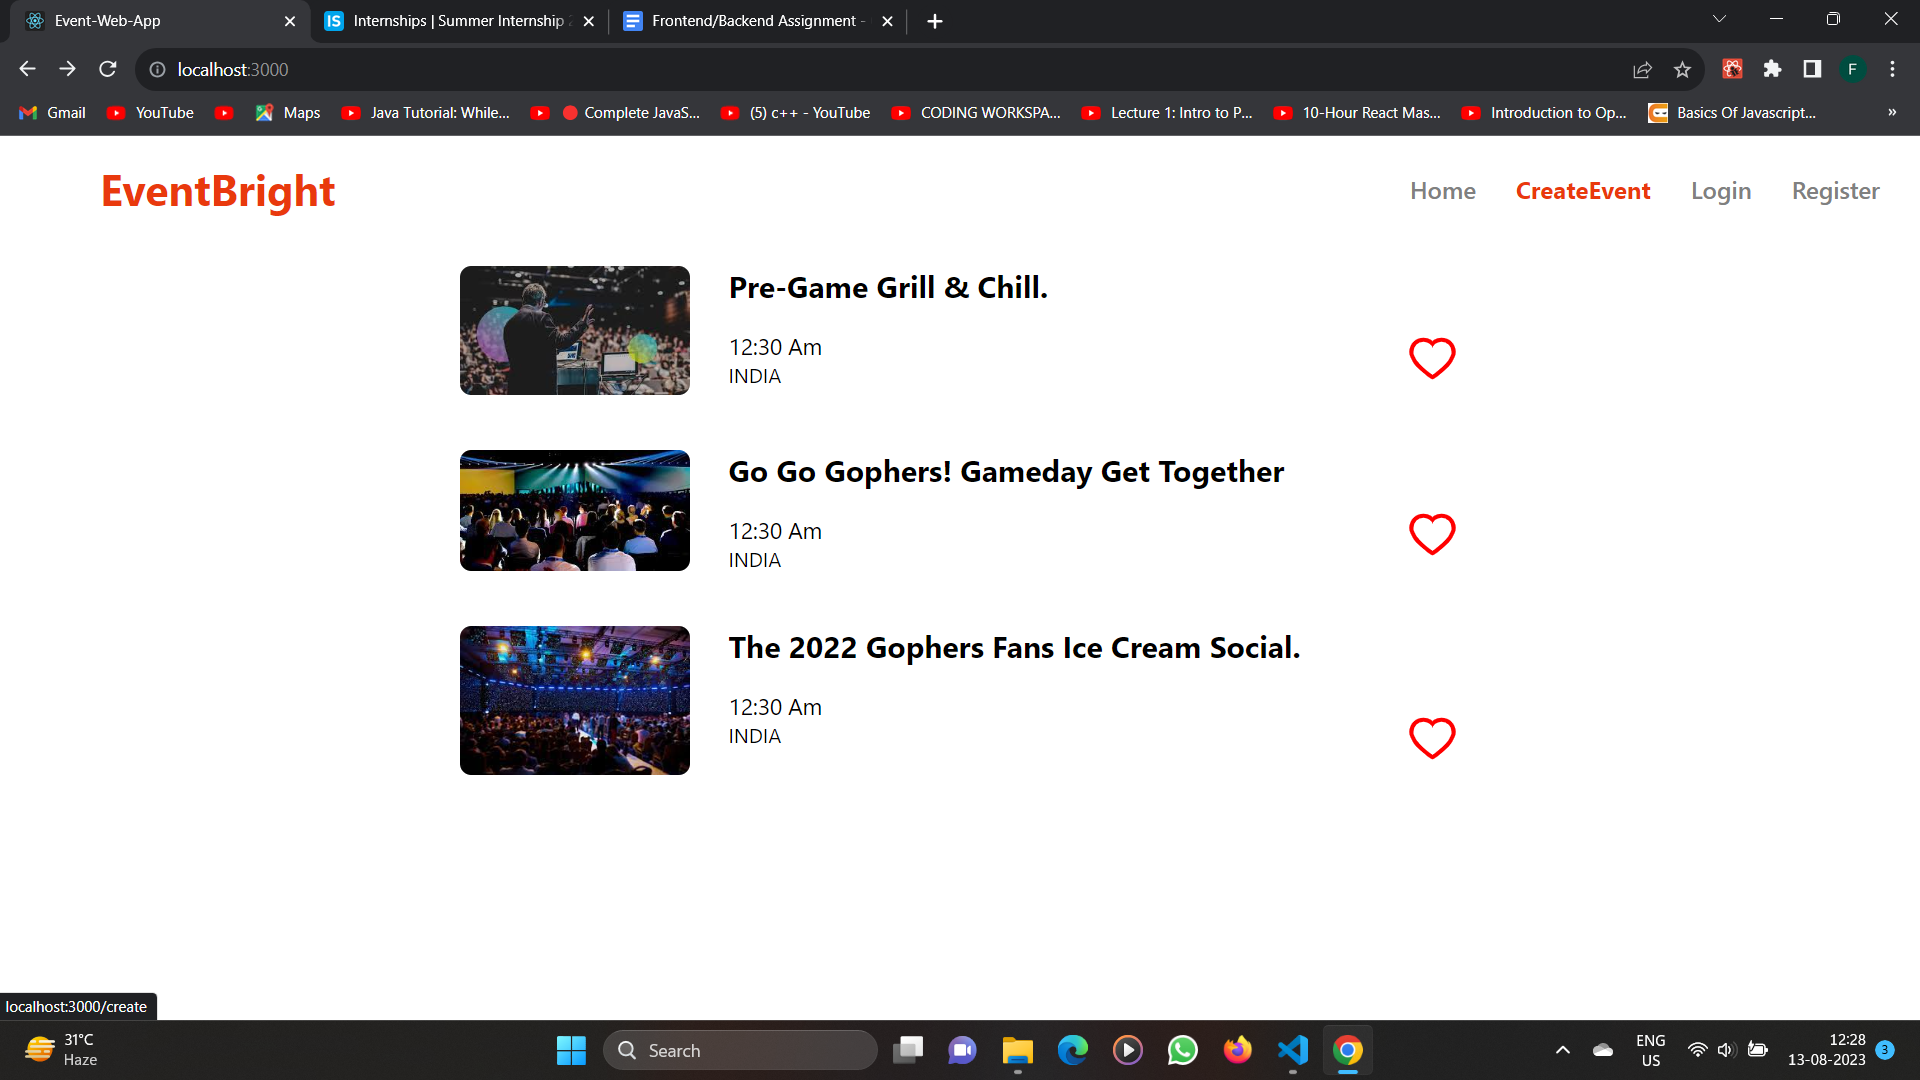 Event-Web-App
Internships | Summer Internship
Frontend/Backend Assignment -
localhost:3000
Gmail
YouTube
Maps
Java Tutorial: While...
Complete JavaS...
(5) c++ - YouTube
CODING WORKSPA...
Lecture 1: Intro to P...
10-Hour React Mas...
Introduction to Op...
Basics Of Javascript...
»
F
EventBright
Home
CreateEvent
Login
Register
Pre-Game Grill & Chill.
12:30 Am
INDIA
Go Go Gophers! Gameday Get Together
12:30 Am
INDIA
The 2022 Gophers Fans Ice Cream Social.
12:30 Am
INDIA
localhost:3000/create
31°C
Haze
Search
ENG
US
12:28
13-08-2023
3